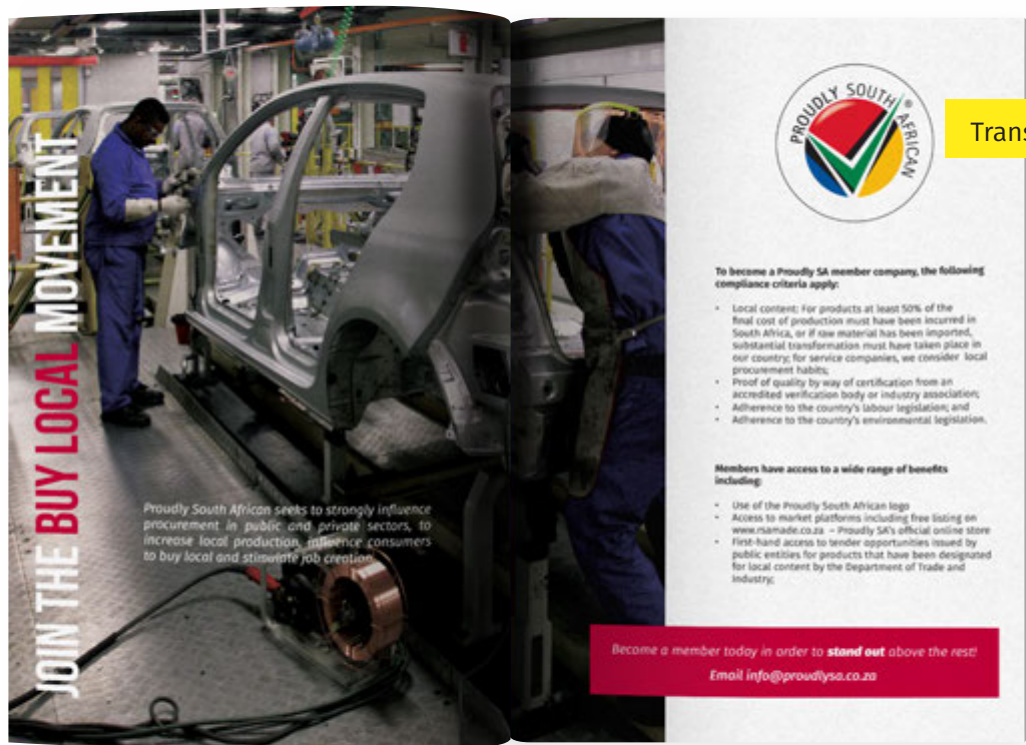 JOIN THE BUY LOCAL MOVEMENT
Proudly South African seeks to strongly influence
procurement in public and private sectors, to
increase local production, influence consumers
to buy local and stimulate job creation
PROUDLY SOUTH AFRICAN
®
Trans
To become a Proudly SA member company, the following
compliance criteria apply:
• Local content: For products at least 50% of the
final cost of production must have been incurred in
South Africa, or if raw material has been imported,
substantial transformation must have taken place in
our country; for service companies, we consider local
procurement habits;
• Proof of quality by way of certification from an
accredited verification body or industry association;
• Adherence to the country's labour legislation; and
• Adherence to the country's environmental legislation.
Members have access to a wide range of benefits
including:
• Use of the Proudly South African logo
• Access to market platforms including free listing on
www.rsamade.co.za – Proudly SA's official online store
• First-hand access to tender opportunities issued by
public entities for products that have been designated
for local content by the Department of Trade and
Industry;
Become a member today in order to stand out above the rest!
Email info@proudlysa.co.za